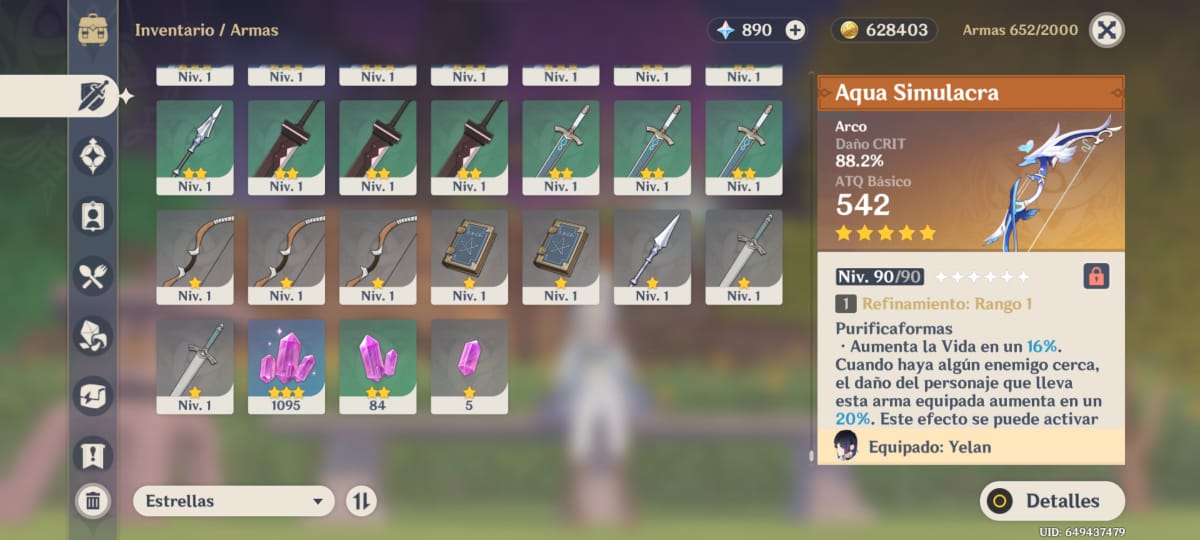 Inventario / Armas
890
628403
Armas 652/2000
Niv. 1 Niv. 1 Niv. 1 Niv. 1 Niv. 1 Niv. 1 Niv. 1
Niv. 1 Niv. 1 Niv. 1 Niv. 1 Niv. 1 Niv. 1 Niv. 1
Niv. 1 Niv. 1 Niv. 1 Niv. 1 Niv. 1 Niv. 1 Niv. 1
Niv. 1 1095 84 5
Estrellas
Aqua Simulacra
Arco
Daño CRIT
88.2%
ATQ Básico
542
Niv. 90/90
1 Refinamiento: Rango 1
Purificaformas
· Aumenta la Vida en un 16%.
Cuando haya algún enemigo cerca,
el daño del personaje que lleva
esta arma equipada aumenta en un
20%. Este efecto se puede activar
Equipado: Yelan
Detalles
UID: 649437479